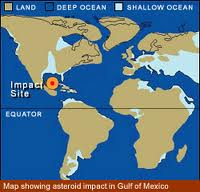 LAND DEEP OCEAN SHALLOW OCEAN
Impact
Site
EQUATOR
Map showing asteroid impact in Gulf of Mexico